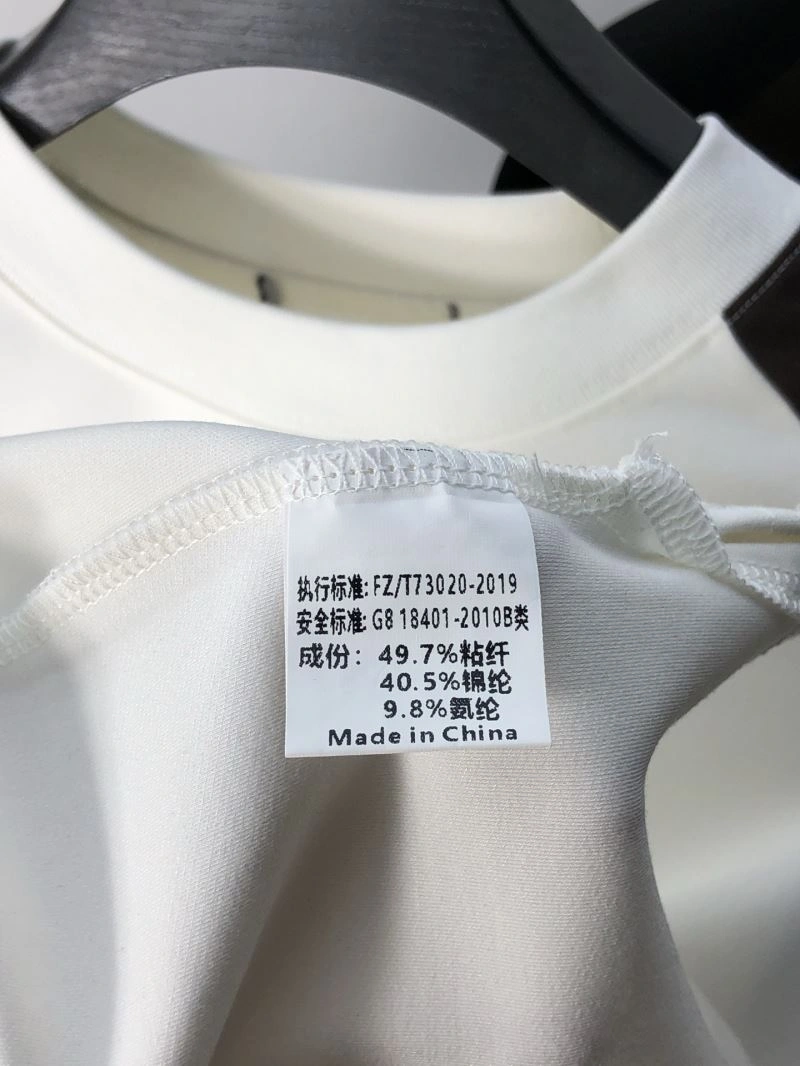 执行标准: FZ/T73020-2019
安全标准: G8 18401-2010B类
成份: 49.7%粘纤
40.5%锦纶
9.8%氨纶
Made in China